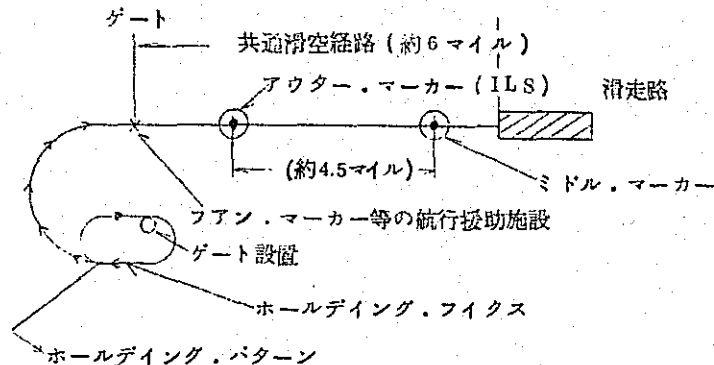 ゲート
共通滑空経路(約6マイル)
アウター.マーカー(ILS)
滑走路
(約4.5マイル)
ミドル.マーカー
フアン.マーカー等の航行援助施設
ゲート設置
ホールデイング.フイクス
ホールデイング.パターン